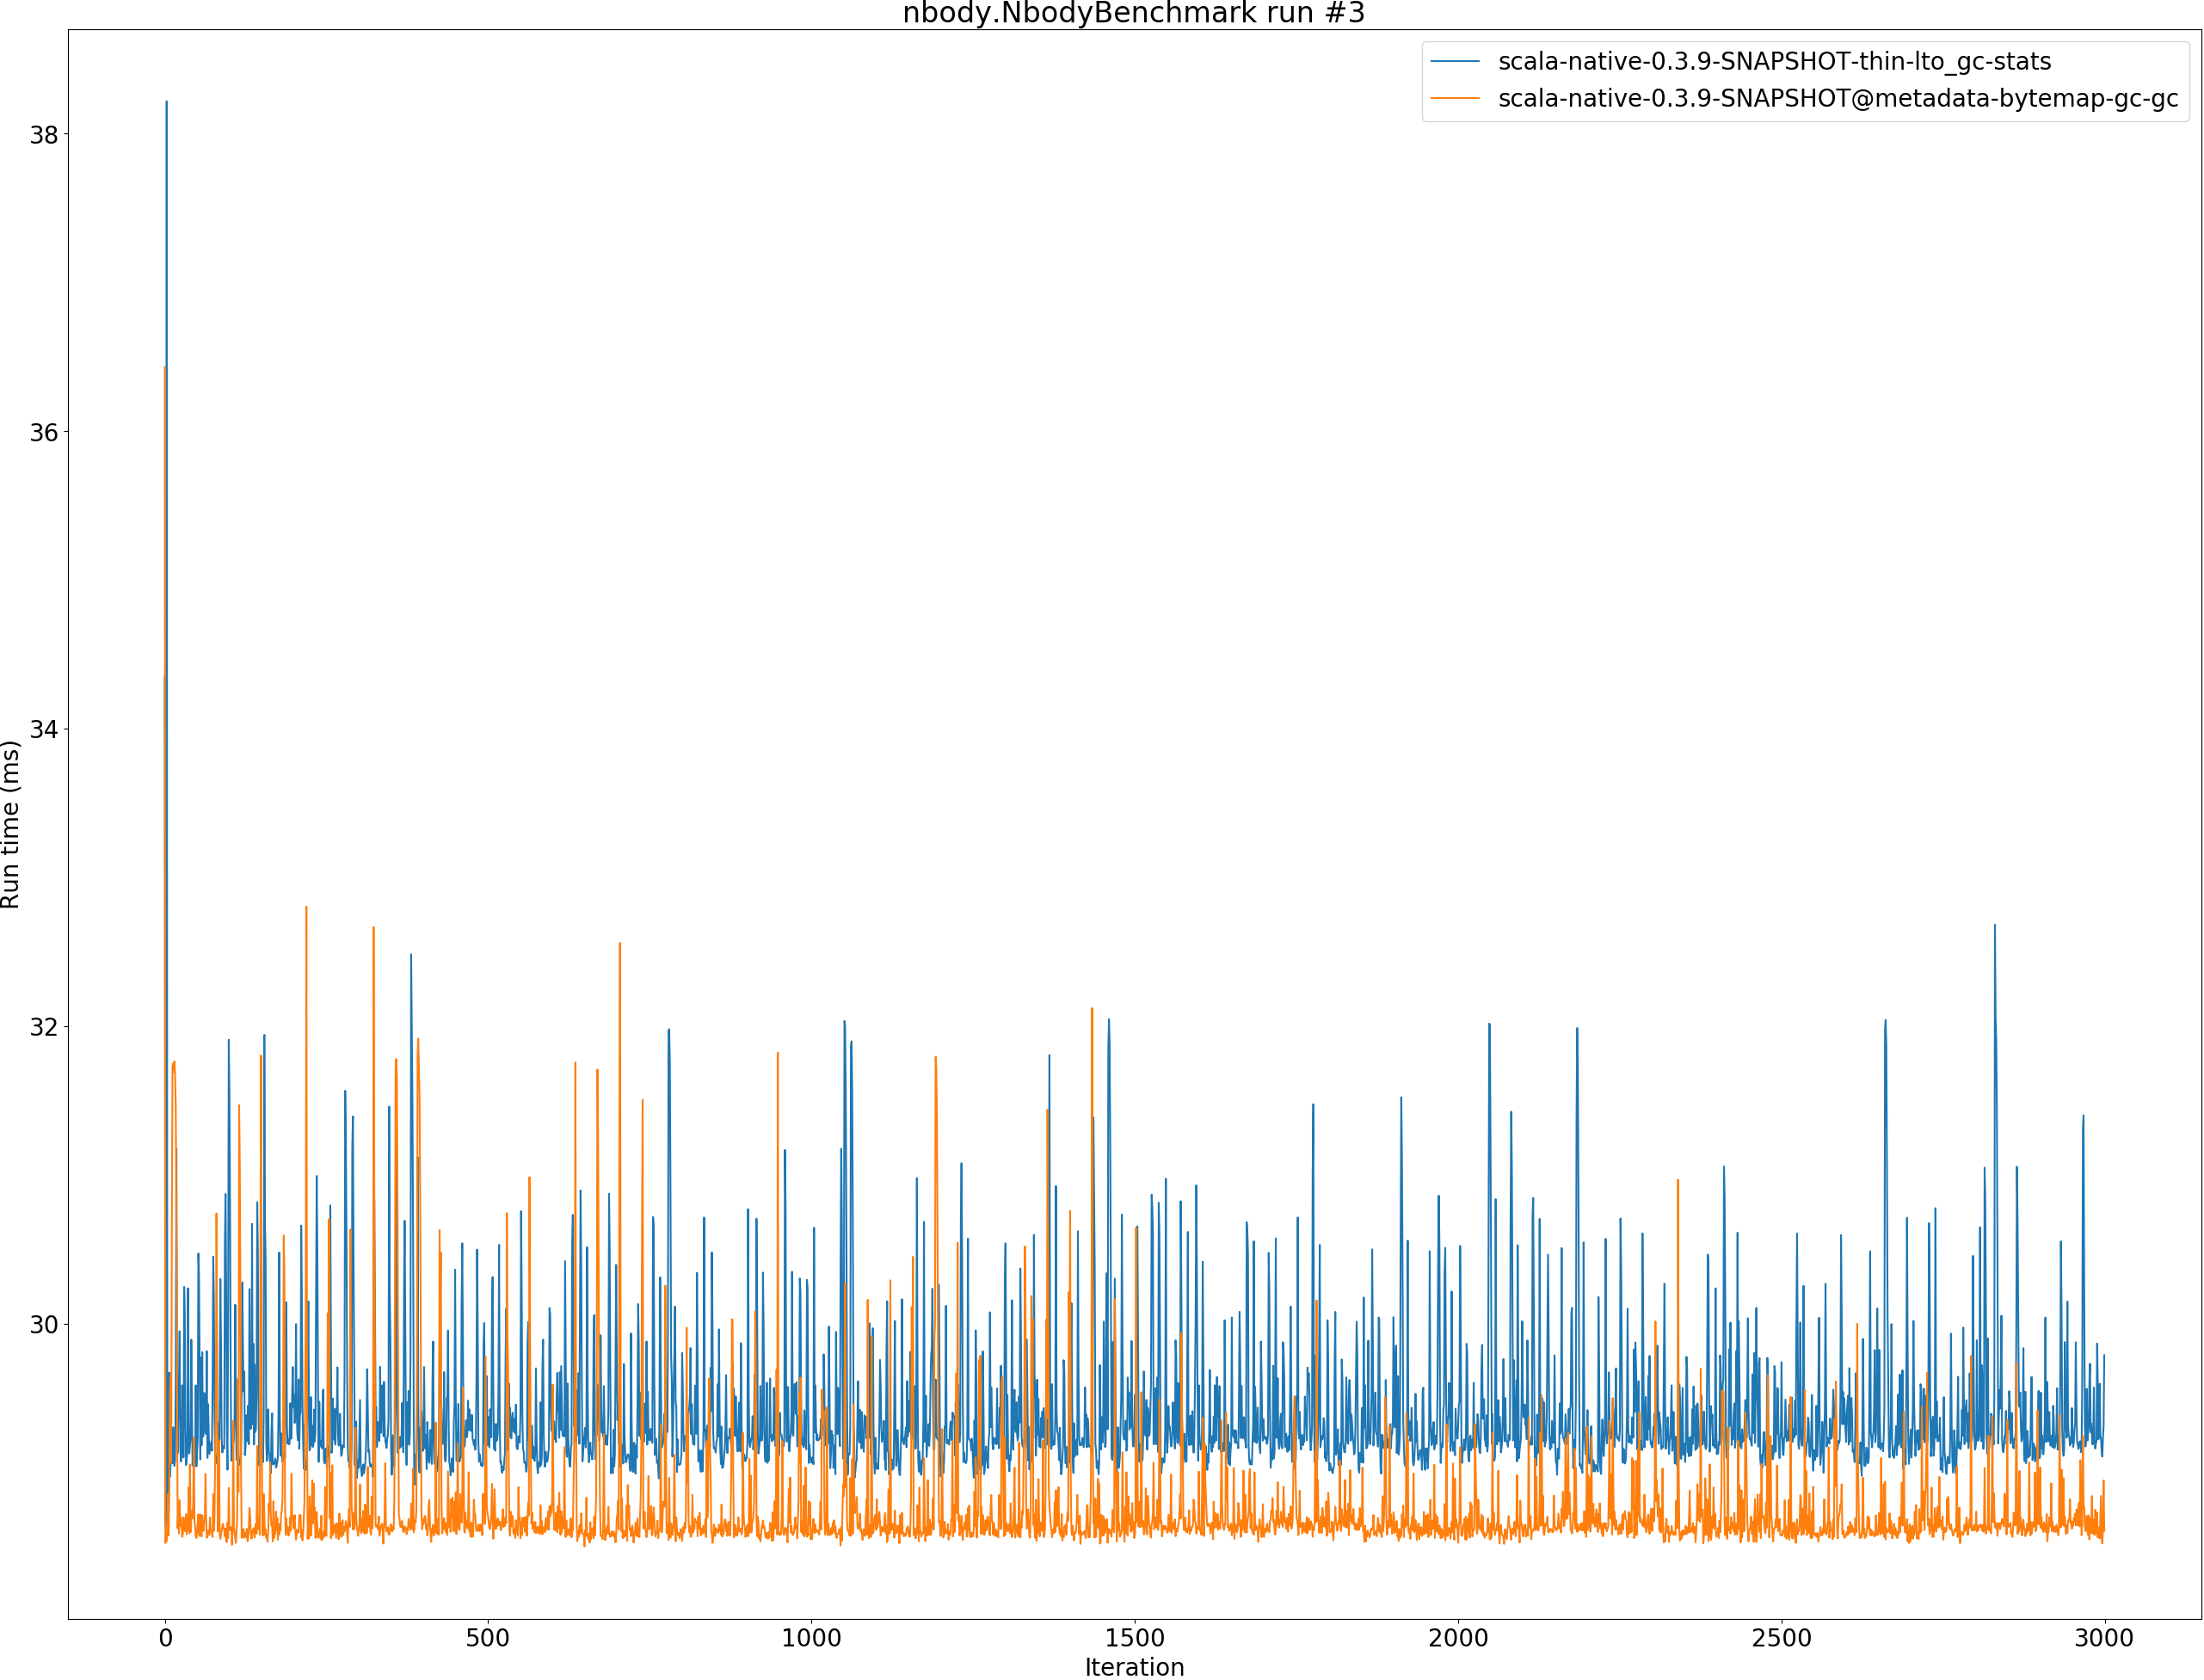 nbody.NbodyBenchmark run #3
scala-native-0.3.9-SNAPSHOT-thin-lto_gc-stats
scala-native-0.3.9-SNAPSHOT@metadata-bytemap-gc-gc
38
36
34
32
30
Run time (ms)
0 500 1000 1500 2000 2500 3000
Iteration